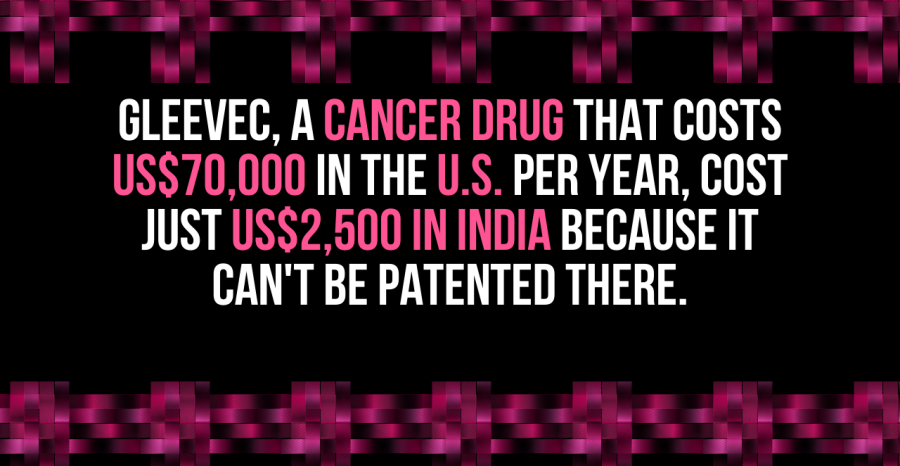 GLEEVEC, A CANCER DRUG THAT COSTS
US$70,000 IN THE U.S. PER YEAR, COST
JUST US$2,500 IN INDIA BECAUSE IT
CAN'T BE PATENTED THERE.